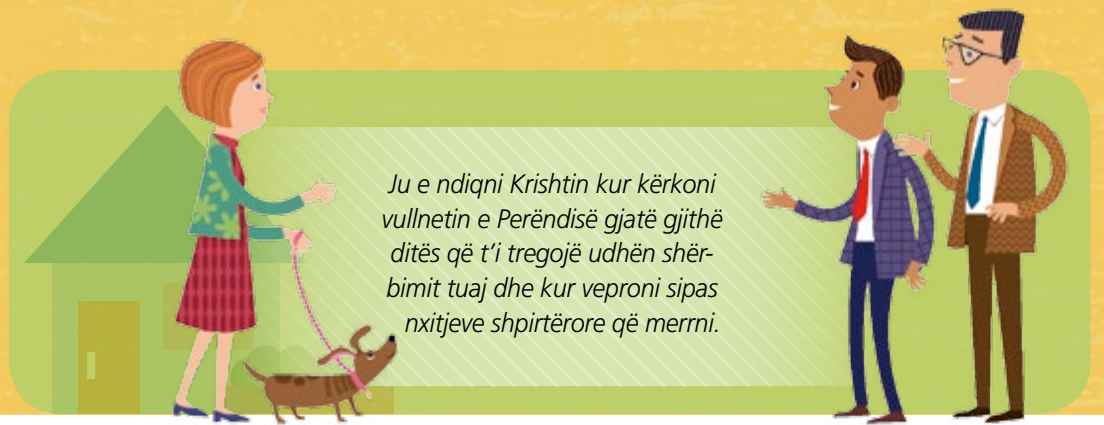 Ju e ndiqni Krishtin kur kërkoni
vullnetin e Perëndisë gjatë gjithë
ditës që t’i tregojë udhën shër-
bimit tuaj dhe kur veproni sipas
nxitjeve shpirtërore që merrni.